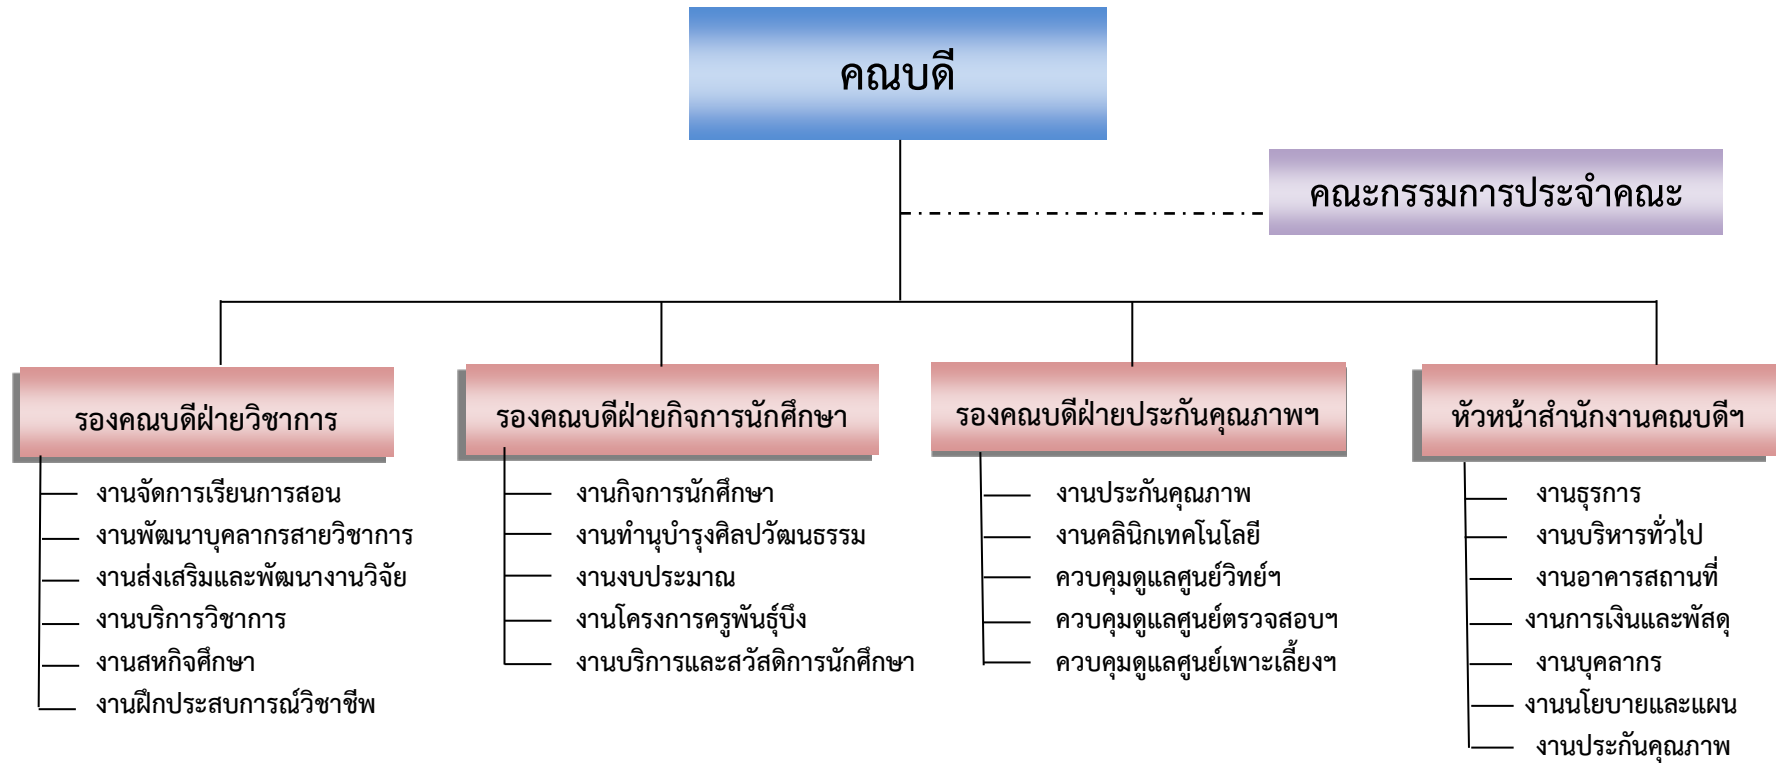 คณบดี
คณะกรรมการประจำคณะ
รองคณบดีฝ่ายวิชาการ
งานจัดการเรียนการสอน
งานพัฒนาบุคลากรสายวิชาการ
งานส่งเสริมและพัฒนางานวิจัย
งานบริการวิชาการ
งานสหกิจศึกษา
งานฝึกประสบการณ์วิชาชีพ
รองคณบดีฝ่ายกิจการนักศึกษา
งานกิจการนักศึกษา
งานทำนุบำรุงศิลปวัฒนธรรม
งานงบประมาณ
งานโครงการครูพันธุ์บึง
งานบริการและสวัสดิการนักศึกษา
รองคณบดีฝ่ายประกันคุณภาพฯ
งานประกันคุณภาพ
งานคลินิกเทคโนโลยี
ควบคุมดูแลศูนย์วิทย์ฯ
ควบคุมดูแลศูนย์ตรวจสอบฯ
ควบคุมดูแลศูนย์เพาะเลี้ยงฯ
หัวหน้าสำนักงานคณบดีฯ
งานธุรการ
งานบริหารทั่วไป
งานอาคารสถานที่
งานการเงินและพัสดุ
งานบุคลากร
งานนโยบายและแผน
งานประกันคุณภาพ